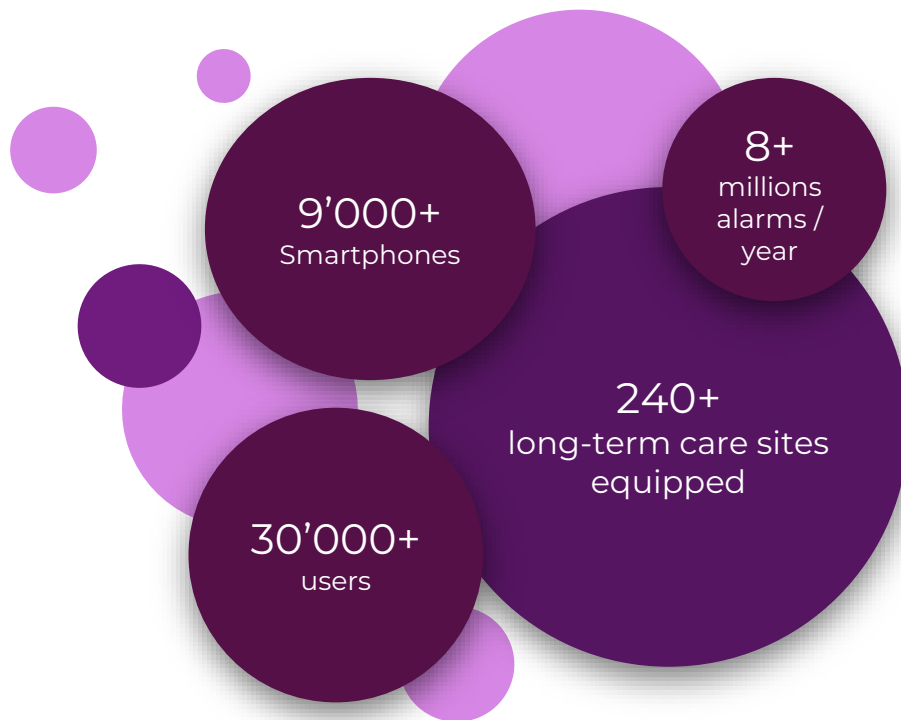 9’000+
Smartphones
8+
millions
alarms /
year
240+
long-term care sites
equipped
30’000+
users